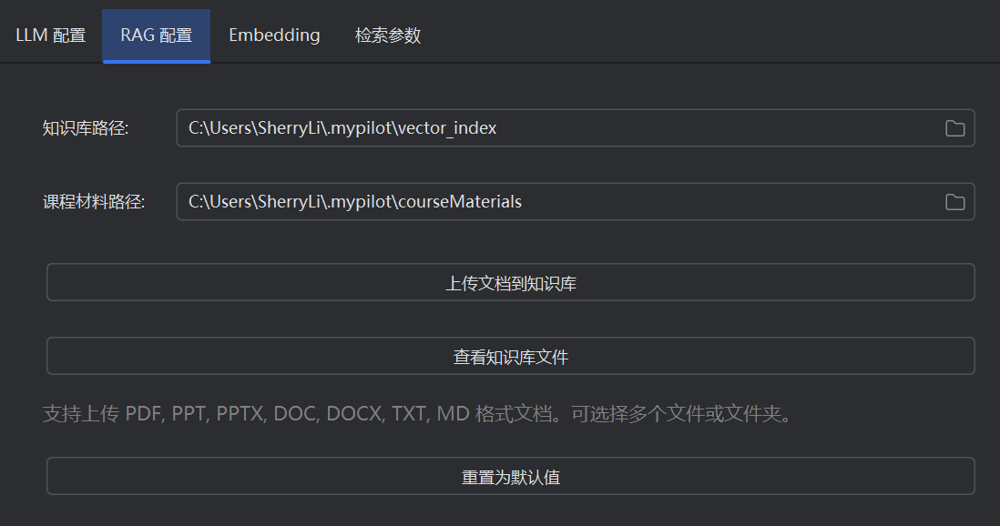 LLM 配置 RAG 配置 Embedding 检索参数
知识库路径: C:\Users\SherryLi\.mypilot\vector_index
课程材料路径: C:\Users\SherryLi\.mypilot\courseMaterials
上传文档到知识库
查看知识库文件
支持上传 PDF, PPT, PPTX, DOC, DOCX, TXT, MD 格式文档。可选择多个文件或文件夹。
重置为默认值